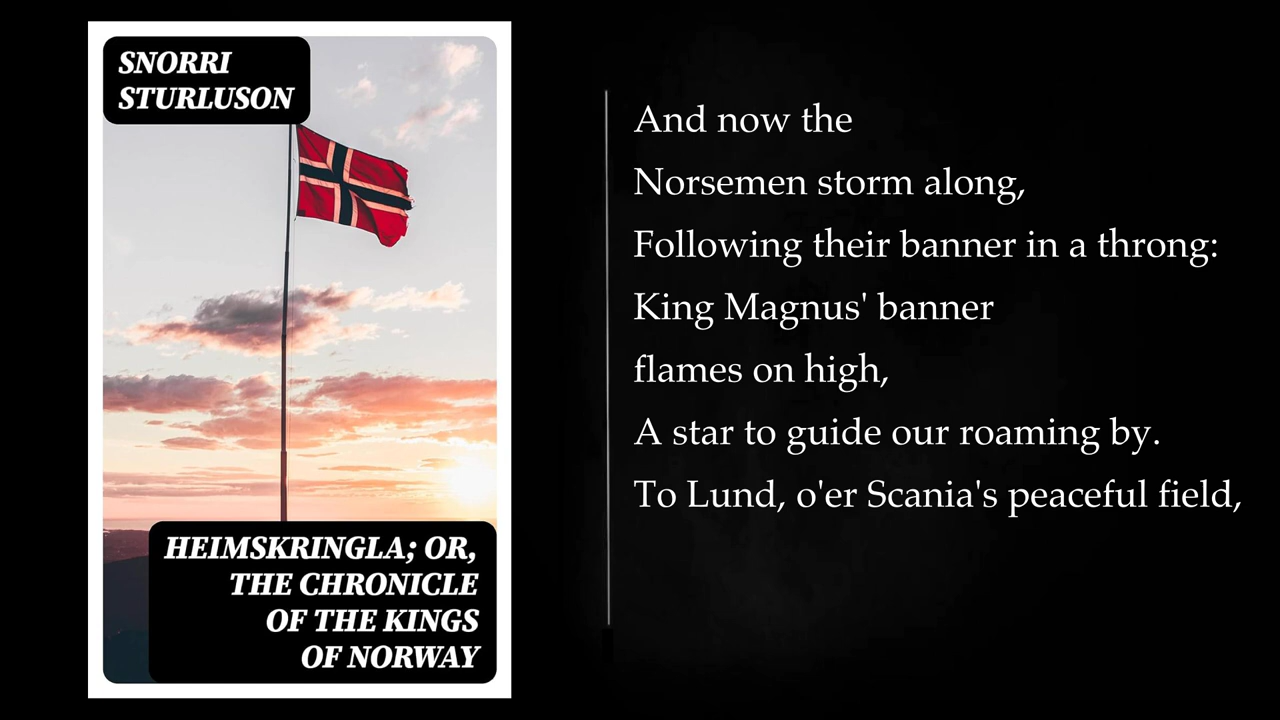 SNORRI
STURLUSON
HEIMSKRINGLA; OR,
THE CHRONICLE
OF THE KINGS
OF NORWAY
And now the
Norsemen storm along,
Following their banner in a throng:
King Magnus' banner
flames on high,
A star to guide our roaming by.
To Lund, o'er Scania's peaceful field,